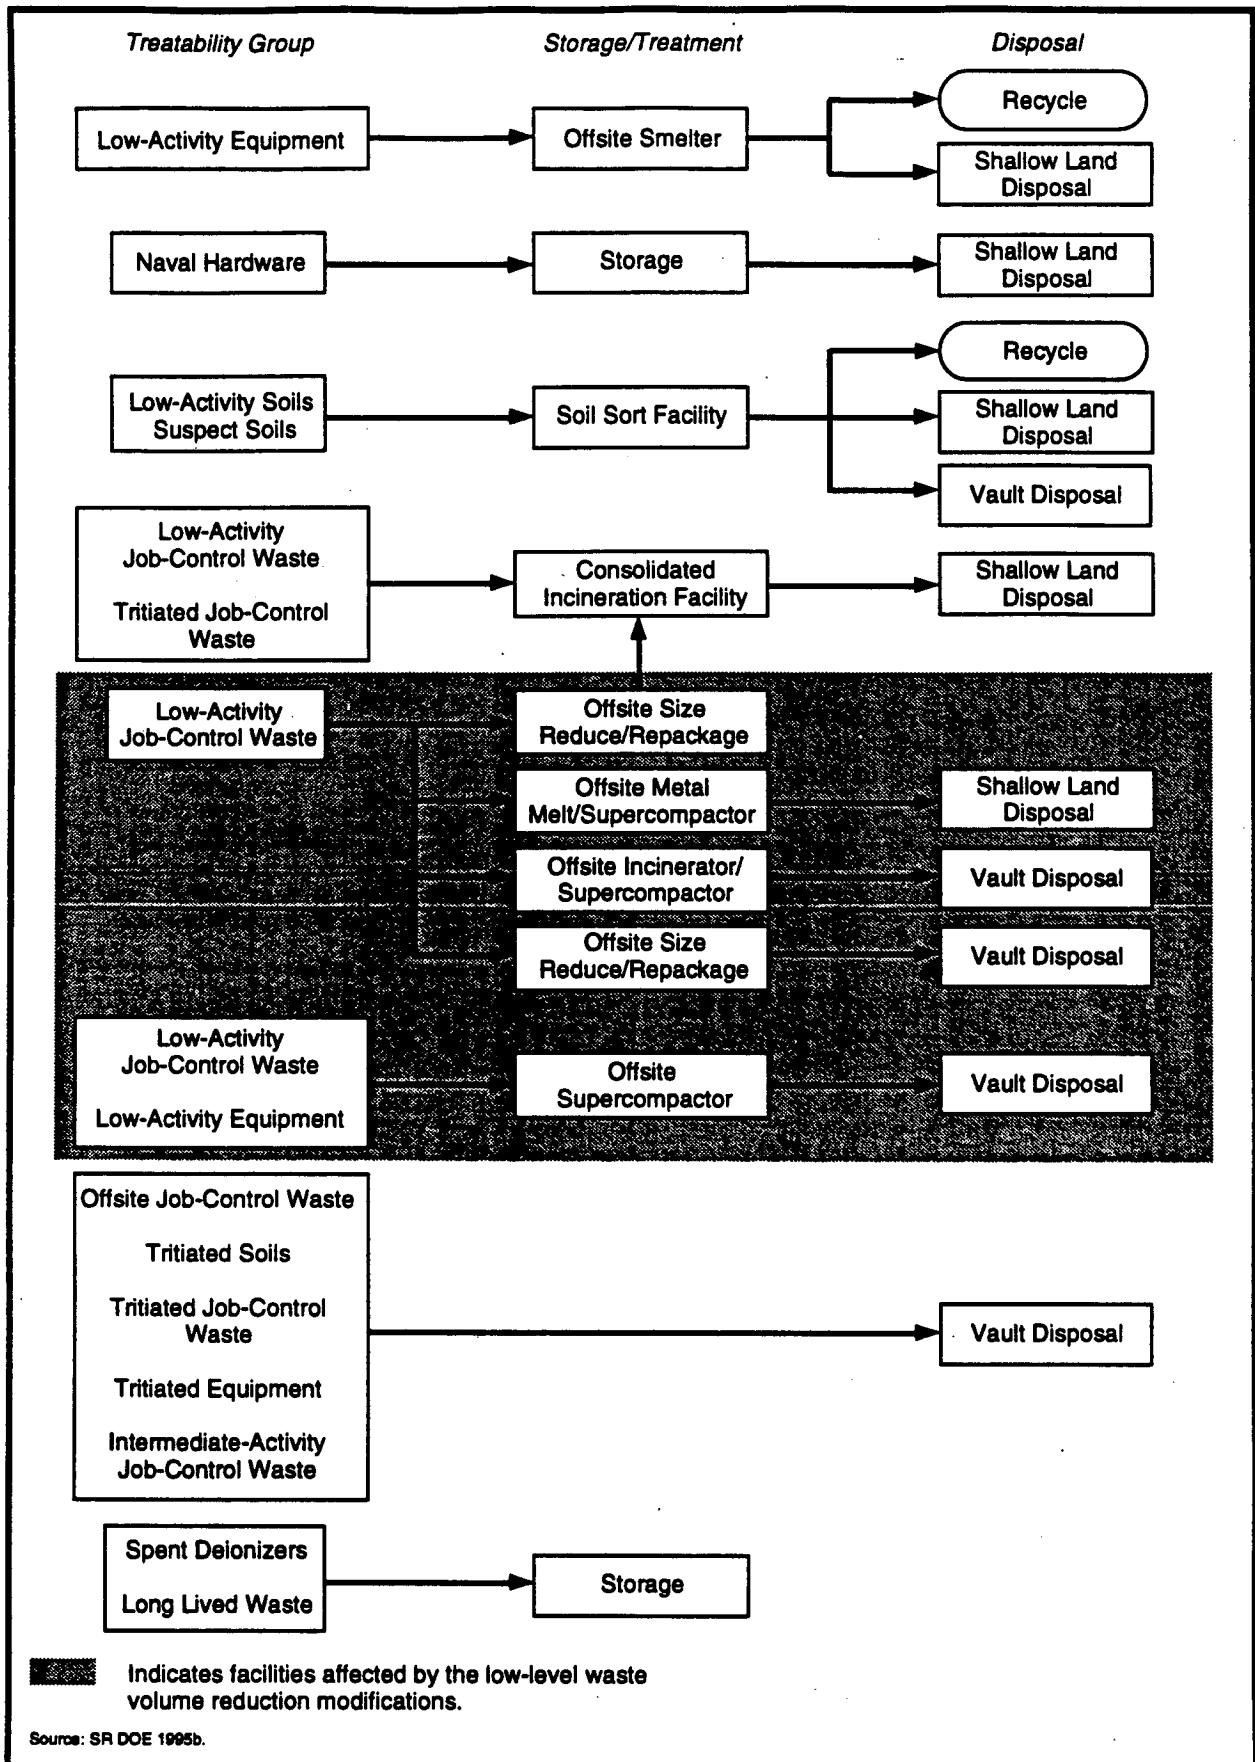 Treatability Group
Storage/Treatment
Disposal
Low-Activity Equipment
Offsite Smelter
Recycle
Shallow Land
Disposal
Naval Hardware
Storage
Shallow Land
Disposal
Low-Activity Soils
Suspect Soils
Soil Sort Facility
Recycle
Shallow Land
Disposal
Vault Disposal
Low-Activity
Job-Control Waste
Tritiated Job-Control
Waste
Consolidated
Incineration Facility
Shallow Land
Disposal
Low-Activity
Job-Control Waste
Offsite Size
Reduce/Repackage
Offsite Metal
Melt/Supercompactor
Shallow Land
Disposal
Offsite Incinerator/
Supercompactor
Vault Disposal
Offsite Size
Reduce/Repackage
Vault Disposal
Low-Activity
Job-Control Waste
Low-Activity Equipment
Offsite
Supercompactor
Vault Disposal
Offsite Job-Control Waste
Tritiated Soils
Tritiated Job-Control
Waste
Tritiated Equipment
Intermediate-Activity
Job-Control Waste
Vault Disposal
Spent Deionizers
Long Lived Waste
Storage
Indicates facilities affected by the low-level waste
volume reduction modifications.
Source: SR DOE 1995b.